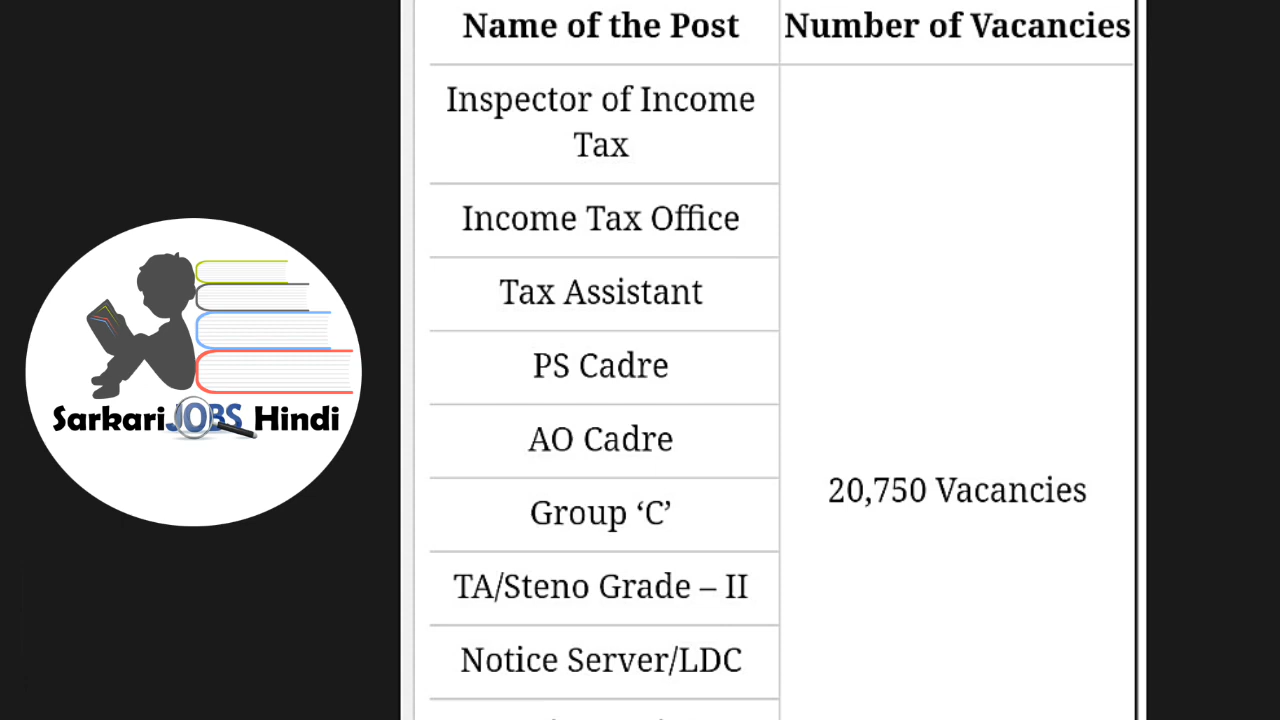 Name of the Post
Number of Vacancies
Inspector of Income
Tax
Income Tax Office
Tax Assistant
PS Cadre
AO Cadre
Group ‘C’
TA/Steno Grade – II
Notice Server/LDC
20,750 Vacancies
SarkariJOBS Hindi